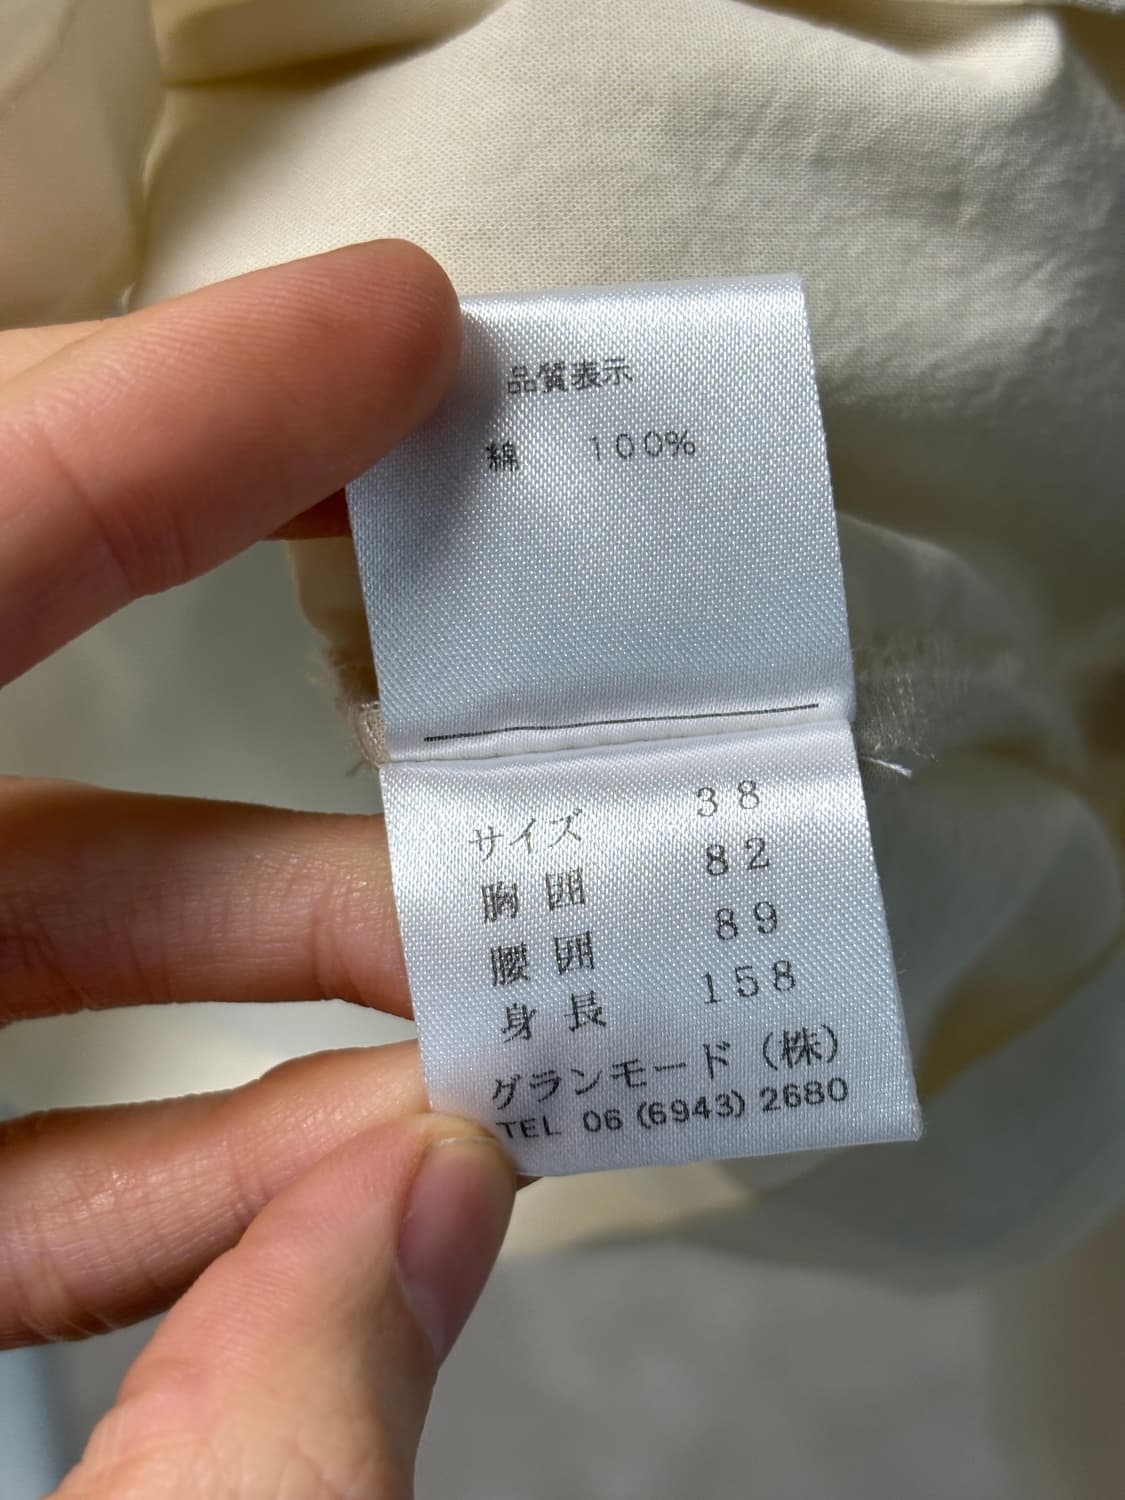 品質表示
綿 100%
サイズ 38
胸囲 82
腰囲 89
身長 158
グランモード(株)
TEL 06 (6943) 2680